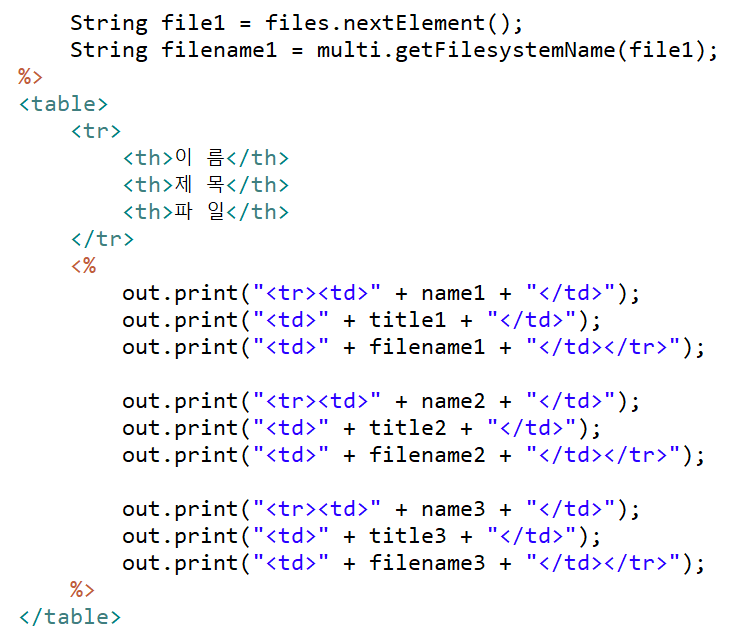 String file1 = files.nextElement();
String filename1 = multi.getFilesystemName(file1);
%>
<table>
<tr>
<th>이 름</th>
<th>제 목</th>
<th>파 일</th>
</tr>
<%
out.print("<tr><td>" + name1 + "</td>");
out.print("<td>" + title1 + "</td>");
out.print("<td>" + filename1 + "</td></tr>");
out.print("<tr><td>" + name2 + "</td>");
out.print("<td>" + title2 + "</td>");
out.print("<td>" + filename2 + "</td></tr>");
out.print("<tr><td>" + name3 + "</td>");
out.print("<td>" + title3 + "</td>");
out.print("<td>" + filename3 + "</td></tr>");
%>
</table>